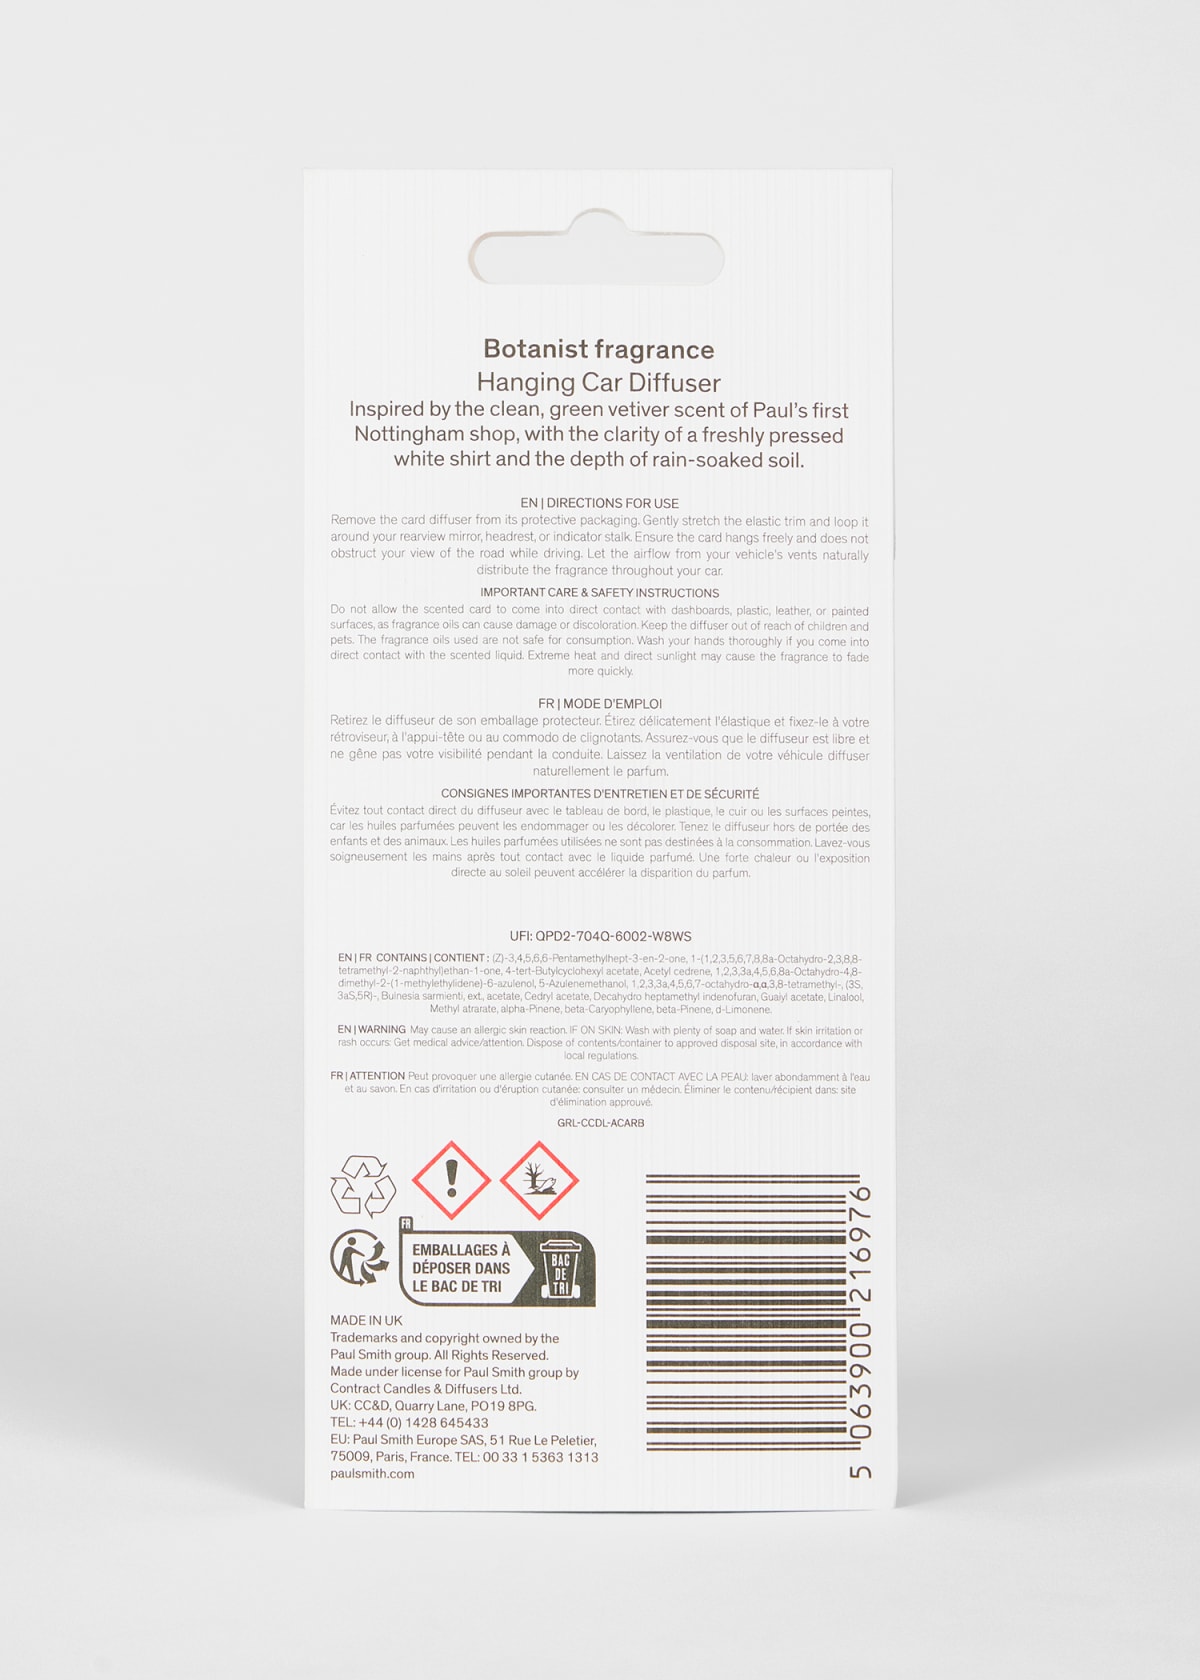 Botanist fragrance
Hanging Car Diffuser
Inspired by the clean, green vetiver scent of Paul's first
Nottingham shop, with the clarity of a freshly pressed
white shirt and the depth of rain-soaked soil.
EN | DIRECTIONS FOR USE
Remove the card diffuser from its protective packaging. Gently stretch the elastic trim and loop it
around your rearview mirror, headrest, or indicator stalk. Ensure the card hangs freely and does not
obstruct your view of the road while driving. Let the airflow from your vehicle's vents naturally
distribute the fragrance throughout your car.
IMPORTANT CARE & SAFETY INSTRUCTIONS
Do not allow the scented card to come into direct contact with dashboards, plastic, leather, or painted
surfaces, as fragrance oils can cause damage or discoloration. Keep the diffuser out of reach of children and
pets. The fragrance oils used are not safe for consumption. Wash your hands thoroughly if you come into
direct contact with the scented liquid. Extreme heat and direct sunlight may cause the fragrance to fade
more quickly.
FR | MODE D'EMPLOI
Retirez le diffuseur de son emballage protecteur. Étirez délicatement l'élastique et fixez-le à votre
rétroviseur, à l'appui-tête ou au commodo de clignotants. Assurez-vous que le diffuseur est libre et
ne gêne pas votre visibilité pendant la conduite. Laissez la ventilation de votre véhicule diffuser
naturellement le parfum.
CONSIGNES IMPORTANTES D'ENTRETIEN ET DE SÉCURITÉ
Évitez tout contact direct du diffuseur avec le tableau de bord, le plastique, le cuir ou les surfaces peintes,
car les huiles parfumées peuvent les endommager ou les décolorer. Tenez le diffuseur hors de portée des
enfants et des animaux. Les huiles parfumées utilisées ne sont pas destinées à la consommation. Lavez-vous
soigneusement les mains après tout contact avec le liquide parfumé. Une forte chaleur ou l'exposition
directe au soleil peuvent accélérer la disparition du parfum.
UFI: QPD2-704Q-6002-W8WS
EN | FR CONTAINS | CONTIENT : (Z)-3,4,5,6,6-Pentamethylhept-3-en-2-one, 1-(1,2,3,5,6,7,8,8a-Octahydro-2,3,8,8-
tetramethyl-2-naphthyl)ethan-1-one, 4-tert-Butylcyclohexyl acetate, Acetyl cedrene, 1,2,3,3a,4,5,6,8a-Octahydro-4,8-
dimethyl-2-(1-methylethylidene)-6-azulenol, 5-Azulenemethanol, 1,2,3,3a,4,5,6,7-octahydro-α,α,3,8-tetramethyl-, (3S,
3aS,5R)-, Bulnesia sarmienti, ext., acetate, Cedryl acetate, Decahydro heptamethyl indenofuran, Guaiyl acetate, Linalool,
Methyl atrarate, alpha-Pinene, beta-Caryophyllene, beta-Pinene, d-Limonene.
EN | WARNING May cause an allergic skin reaction. IF ON SKIN: Wash with plenty of soap and water. If skin irritation or
rash occurs: Get medical advice/attention. Dispose of contents/container to approved disposal site, in accordance with
local regulations.
FR | ATTENTION Peut provoquer une allergie cutanée. EN CAS DE CONTACT AVEC LA PEAU: laver abondamment à l'eau
et au savon. En cas d'irritation ou d'éruption cutanée: consulter un médecin. Éliminer le contenu/récipient dans: site
d'élimination approuvé.
GRL-CCDL-ACARB
FR
EMBALLAGES À
DÉPOSER DANS
LE BAC DE TRI
BAC
DE
TRI
MADE IN UK
Trademarks and copyright owned by the
Paul Smith group. All Rights Reserved.
Made under license for Paul Smith group by
Contract Candles & Diffusers Ltd.
UK: CC&D, Quarry Lane, PO19 8PG.
TEL: +44 (0) 1428 645433
EU: Paul Smith Europe SAS, 51 Rue Le Peletier,
75009, Paris, France. TEL: 00 33 1 5363 1313
paulsmith.com
5 063900 216976